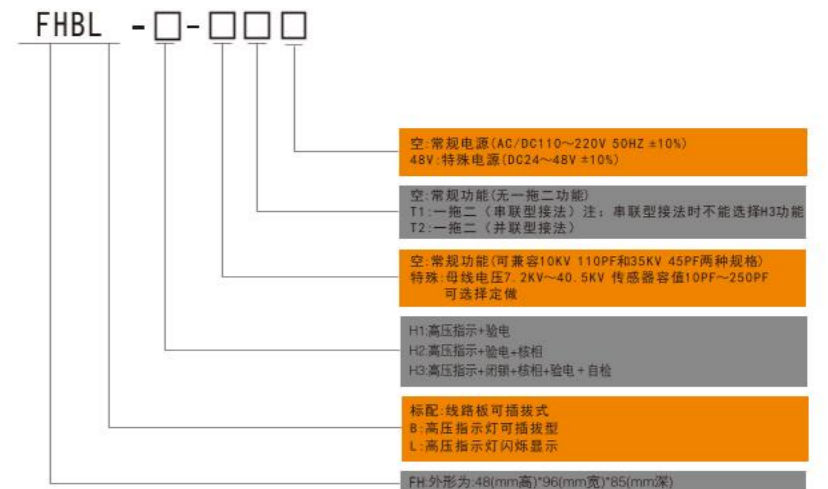 FHBL -□-□□□
空:常规电源(AC/DC110～220V 50HZ ±10%)
48V:特殊电源(DC24～48V ±10%)
空:常规功能(无一拖二功能)
T1:一拖二（串联型接法）注：串联型接法时不能选择H3功能
T2:一拖二（并联型接法）
空:常规功能(可兼容10KV 110PF和35KV 45PF两种规格)
特殊:母线电压7.2KV～40.5KV 传感器容值10PF～250PF
可选择定做
H1:高压指示+验电
H2:高压指示+验电+核相
H3:高压指示+闭锁+核相+验电+自检
标配:线路板可插拔式
B:高压指示灯可插拔型
L:高压指示灯闪烁显示
FH:外形为:48(mm高)*96(mm宽)*85(mm深)